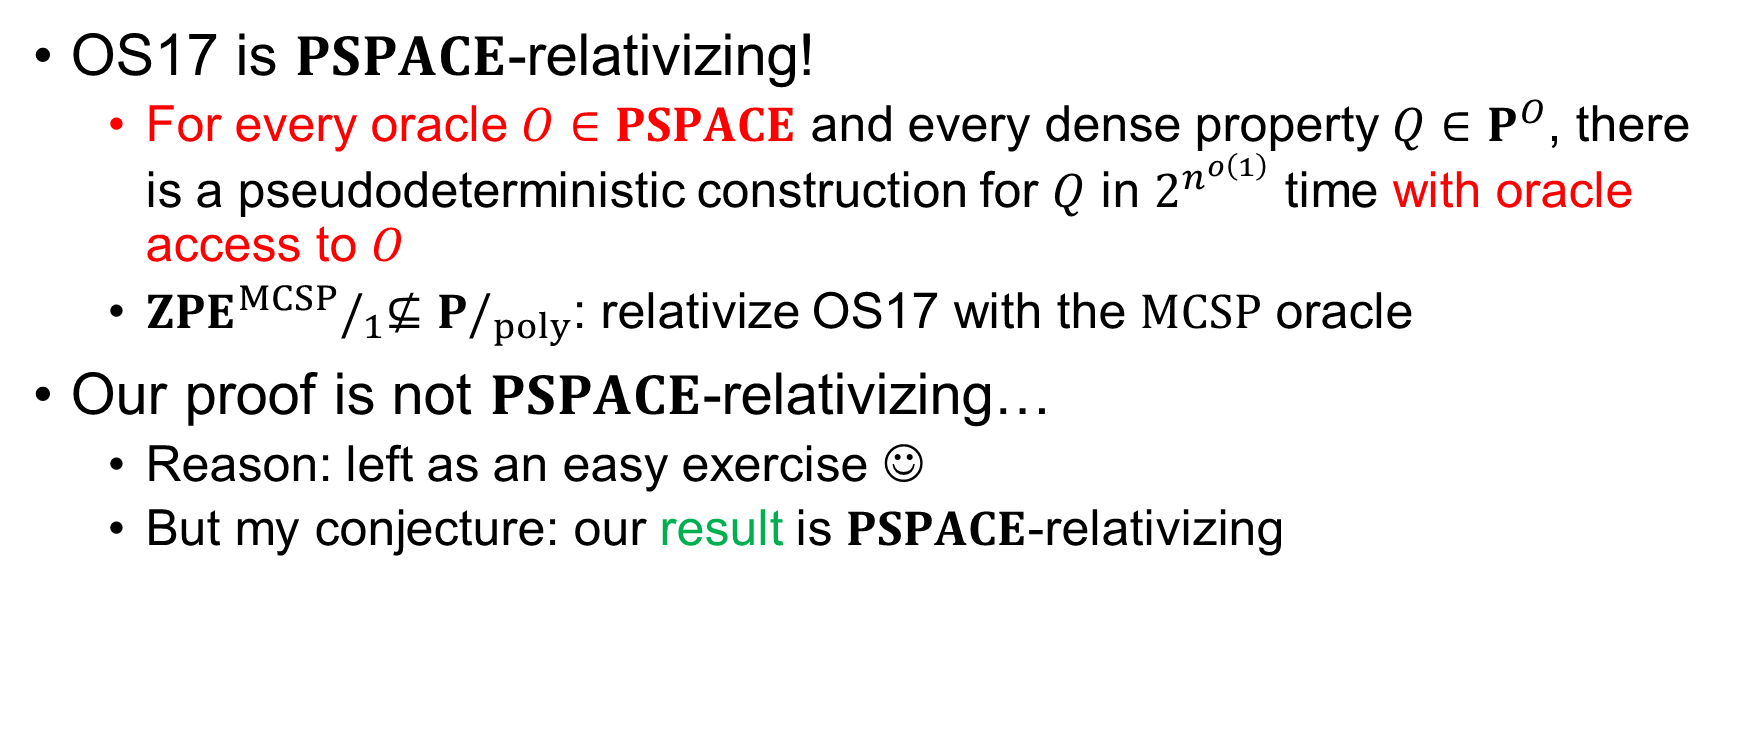 • OS17 is PSPACE-relativizing!
• For every oracle O ∈ PSPACE and every dense property Q ∈ P^O, there
is a pseudodeterministic construction for Q in 2^{n^{o(1)}} time with oracle
access to O
• ZPE^{MCSP}/_1 ⊈ P/_{poly}: relativize OS17 with the MCSP oracle
• Our proof is not PSPACE-relativizing…
• Reason: left as an easy exercise ☺
• But my conjecture: our result is PSPACE-relativizing